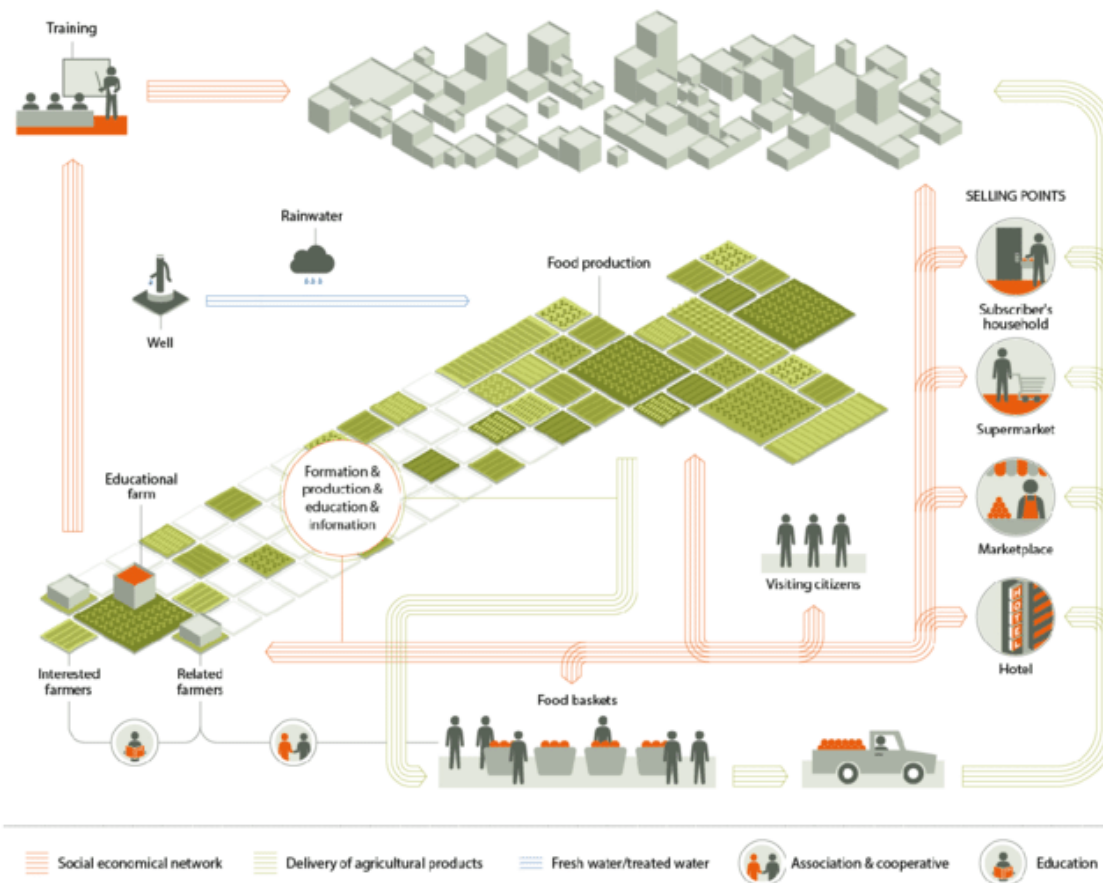 Training
Rainwater
Well
Food production
SELLING POINTS
Subscriber's
household
Supermarket
Marketplace
Hotel
Formation &
production &
education &
infomation
Educational
farm
Visiting citizens
Interested
farmers
Related
farmers
Food baskets
HOTEL
Social economical network
Delivery of agricultural products
Fresh water/treated water
Association & cooperative
Education